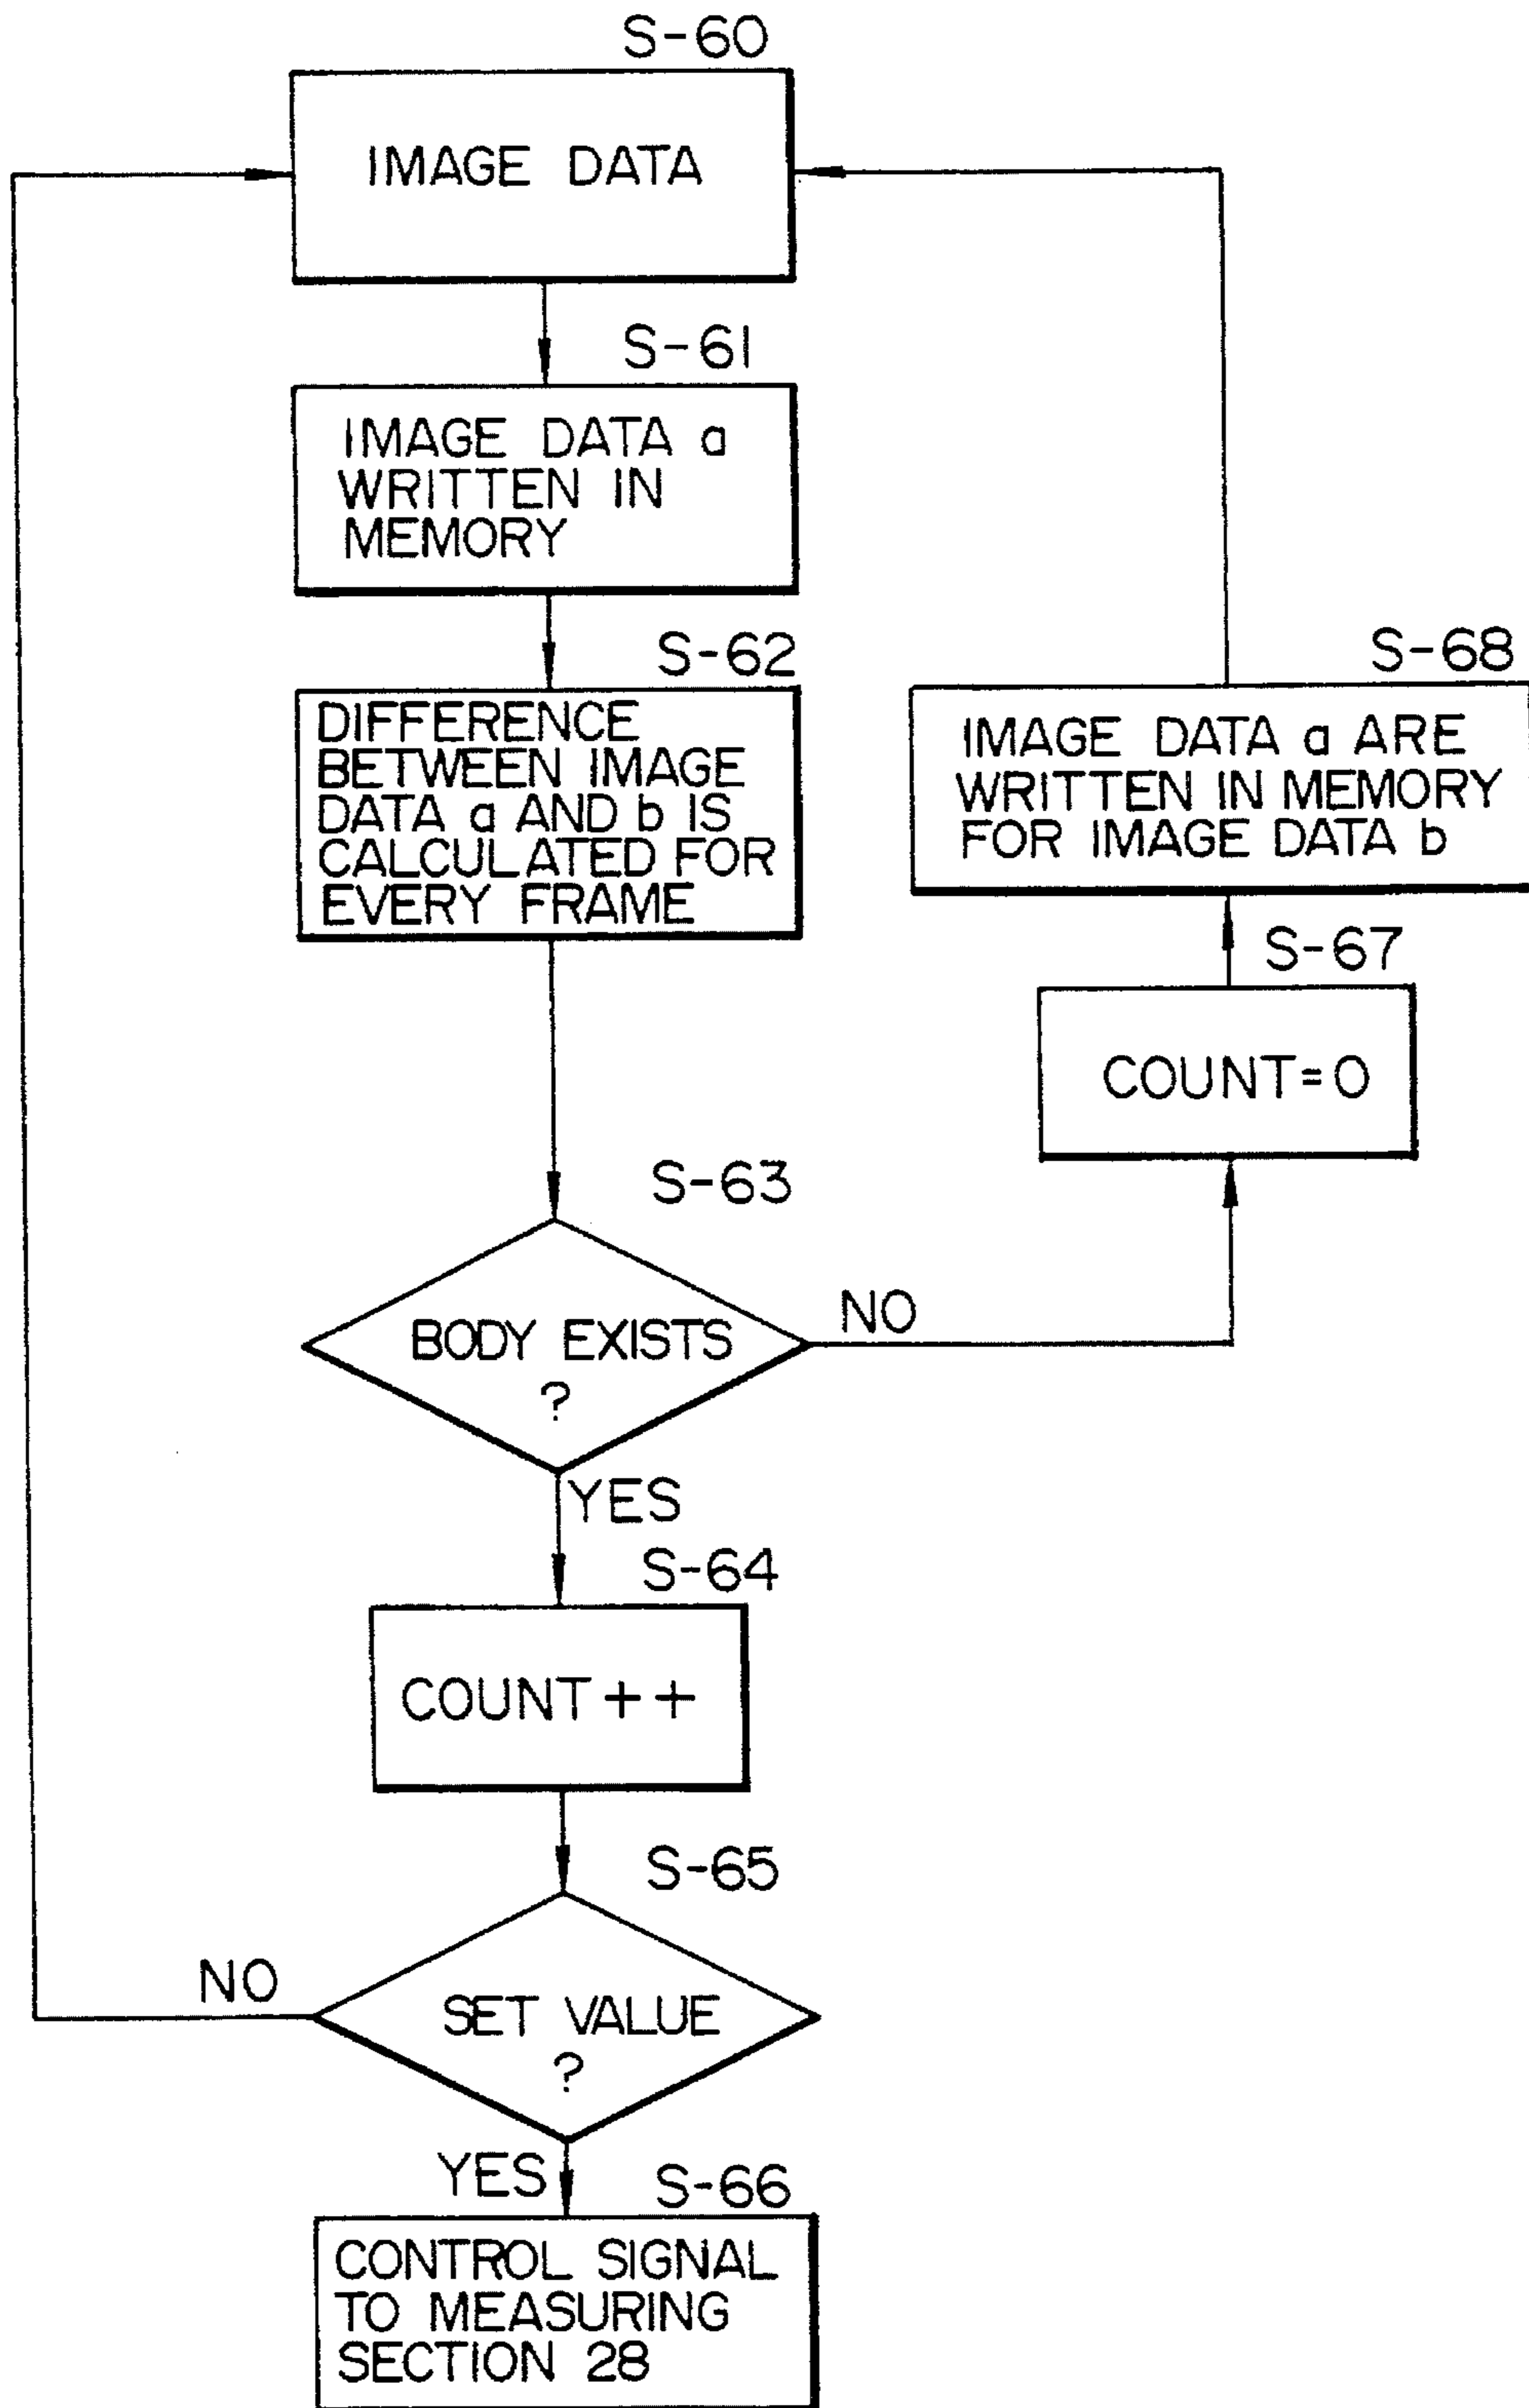 S-60
IMAGE DATA
S-61
IMAGE DATA a
WRITTEN IN
MEMORY
S-62
DIFFERENCE
BETWEEN IMAGE
DATA a AND b IS
CALCULATED FOR
EVERY FRAME
S-68
IMAGE DATA a ARE
WRITTEN IN MEMORY
FOR IMAGE DATA b
S-67
COUNT=0
S-63
BODY EXISTS
?
NO
YES
S-64
COUNT++
S-65
SET VALUE
?
NO
YES
S-66
CONTROL SIGNAL
TO MEASURING
SECTION 28